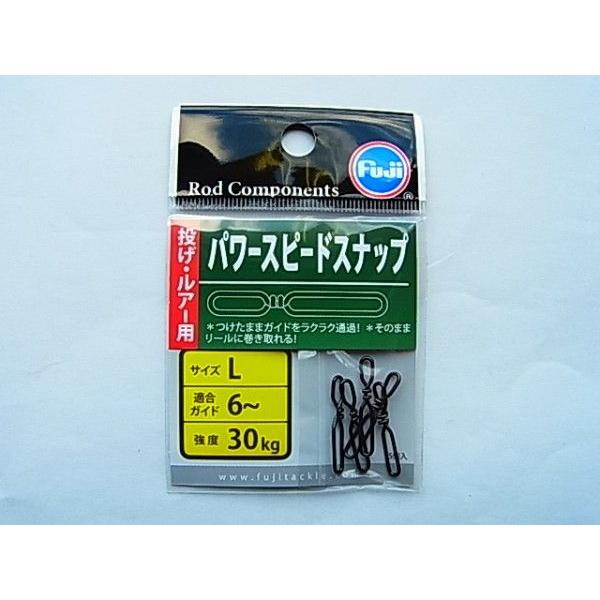 Rod Components
Fuji
®
投げ・ルアー用
パワースピードスナップ
*つけたままガイドをラクラク通過! *そのまま
リールに巻き取れる!
サイズ L
適合
ガイド 6~
強度 30kg
www.fujitackle.com